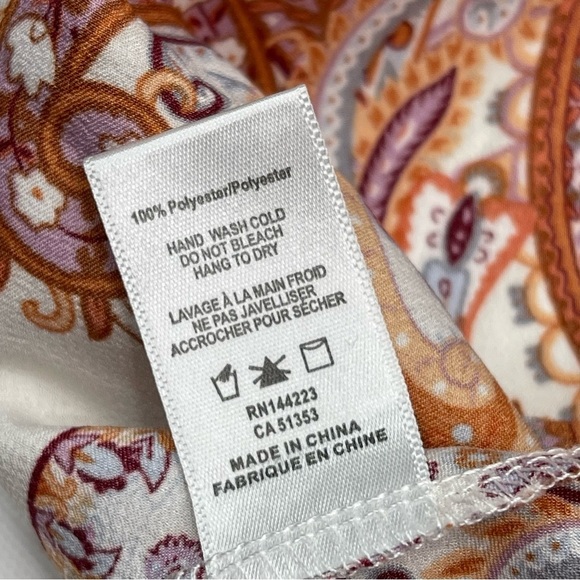 100% Polyester/Polyester
HAND WASH COLD
DO NOT BLEACH
HANG TO DRY
LAVAGE À LA MAIN FROID
NE PAS JAVELLISER
ACCROCHER POUR SÉCHER
RN144223
CA 51353
MADE IN CHINA
FABRIQUE EN CHINE